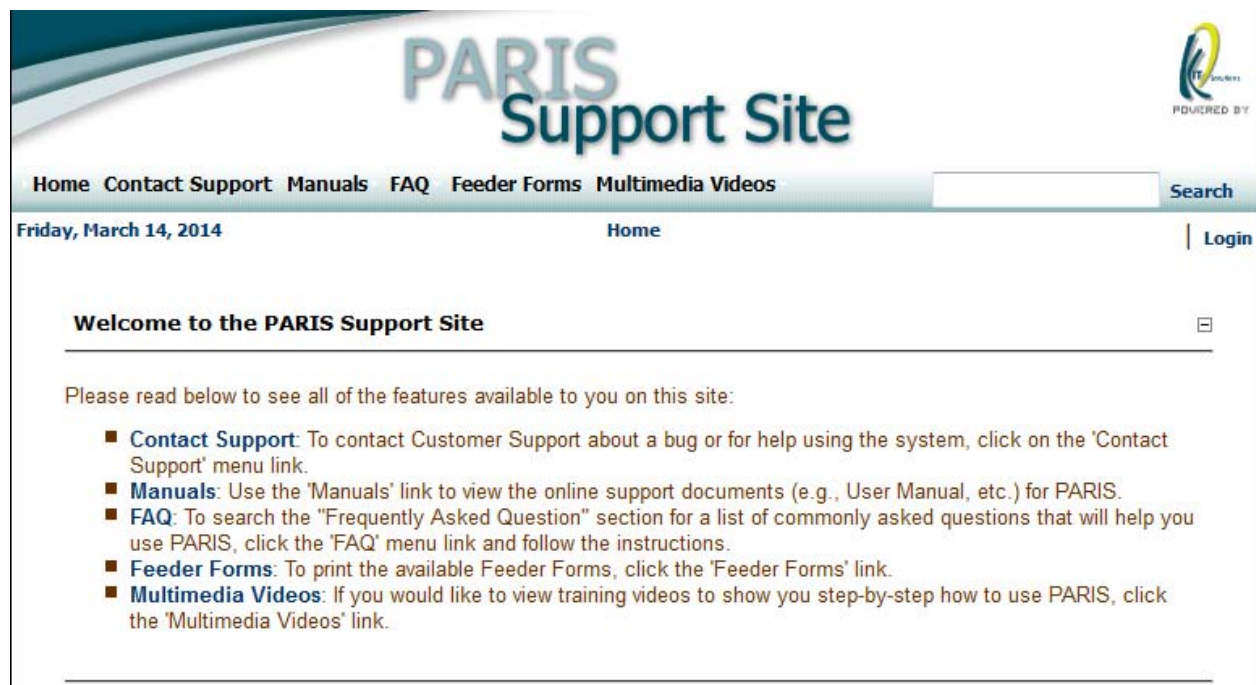 PARIS
Support Site
IT Solutions
POWERED BY
Home Contact Support Manuals FAQ Feeder Forms Multimedia Videos Search
Friday, March 14, 2014 Home | Login
Welcome to the PARIS Support Site
Please read below to see all of the features available to you on this site:
Contact Support: To contact Customer Support about a bug or for help using the system, click on the 'Contact
Support' menu link.
Manuals: Use the 'Manuals' link to view the online support documents (e.g., User Manual, etc.) for PARIS.
FAQ: To search the "Frequently Asked Question" section for a list of commonly asked questions that will help you
use PARIS, click the 'FAQ' menu link and follow the instructions.
Feeder Forms: To print the available Feeder Forms, click the 'Feeder Forms' link.
Multimedia Videos: If you would like to view training videos to show you step-by-step how to use PARIS, click
the 'Multimedia Videos' link.